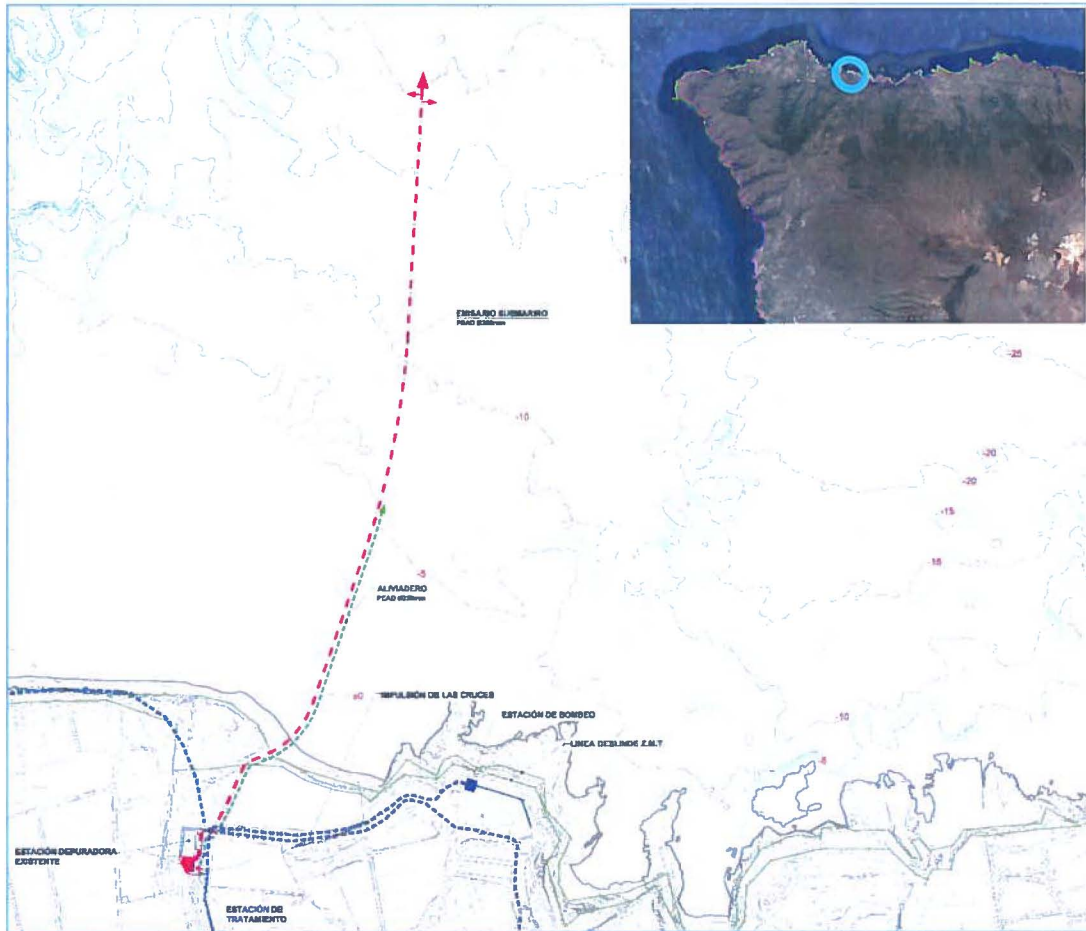 EMISARIO SUBMARINO
-25
-10
-20
-20
-15
-15
-5
ALIVIADERO
±0
IMPULSIÓN DE LAS CRUCES
ESTACIÓN DE BOMBEO
-10
LINEA DESLINDE Z.M.T
-5
ESTACIÓN DEPURADORA
EXISTENTE
ESTACIÓN DE
TRATAMIENTO